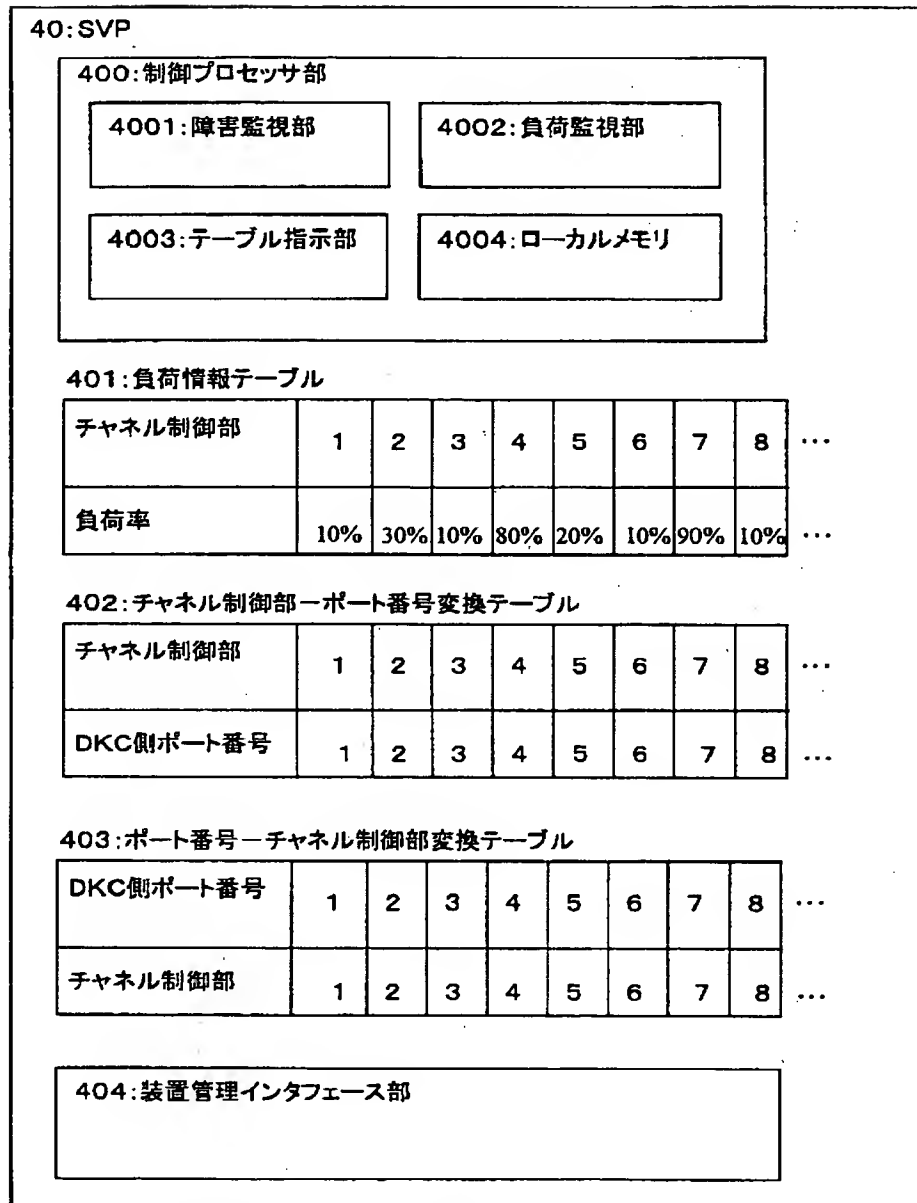 40:SVP
400:制御プロセッサ部
4001:障害監視部 4002:負荷監視部
4003:テーブル指示部 4004:ローカルメモリ
401:負荷情報テーブル
チャネル制御部 1 2 3 4 5 6 7 8 ...
負荷率 10% 30% 10% 80% 20% 10% 90% 10% ...
402:チャネル制御部－ポート番号変換テーブル
チャネル制御部 1 2 3 4 5 6 7 8 ...
DKC側ポート番号 1 2 3 4 5 6 7 8 ...
403:ポート番号－チャネル制御部変換テーブル
DKC側ポート番号 1 2 3 4 5 6 7 8 ...
チャネル制御部 1 2 3 4 5 6 7 8 ...
404:装置管理インタフェース部